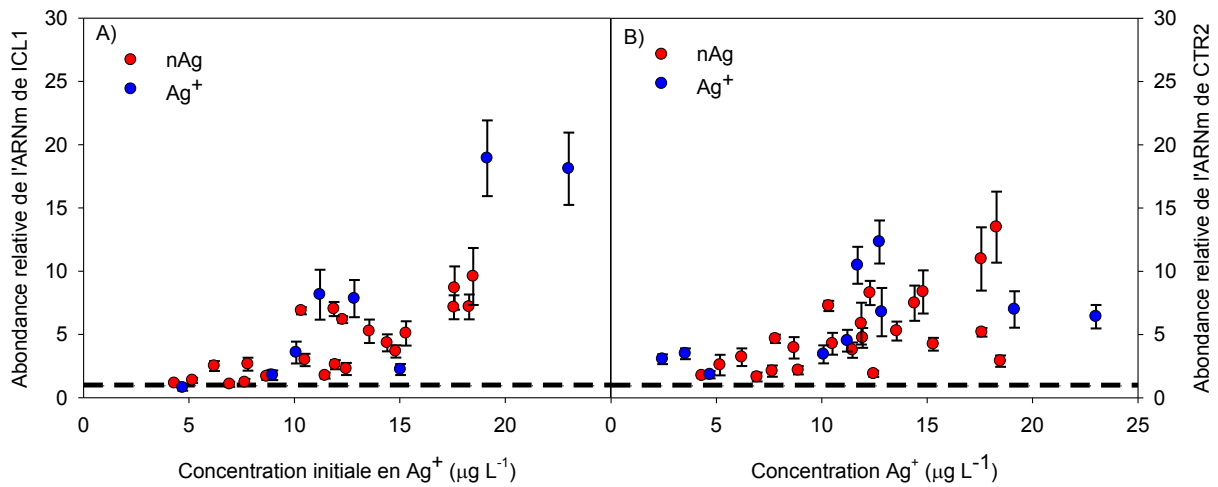 Abondance relative de l'ARNm de ICL1
30
25
20
15
10
5
0
A)
nAg
Ag⁺
0 5 10 15 20
Concentration initiale en Ag⁺ (µg L⁻¹)
B)
nAg
Ag⁺
0 5 10 15 20 25
Concentration Ag⁺ (µg L⁻¹)
30
25
20
15
10
5
0
Abondance relative de l'ARNm de CTR2